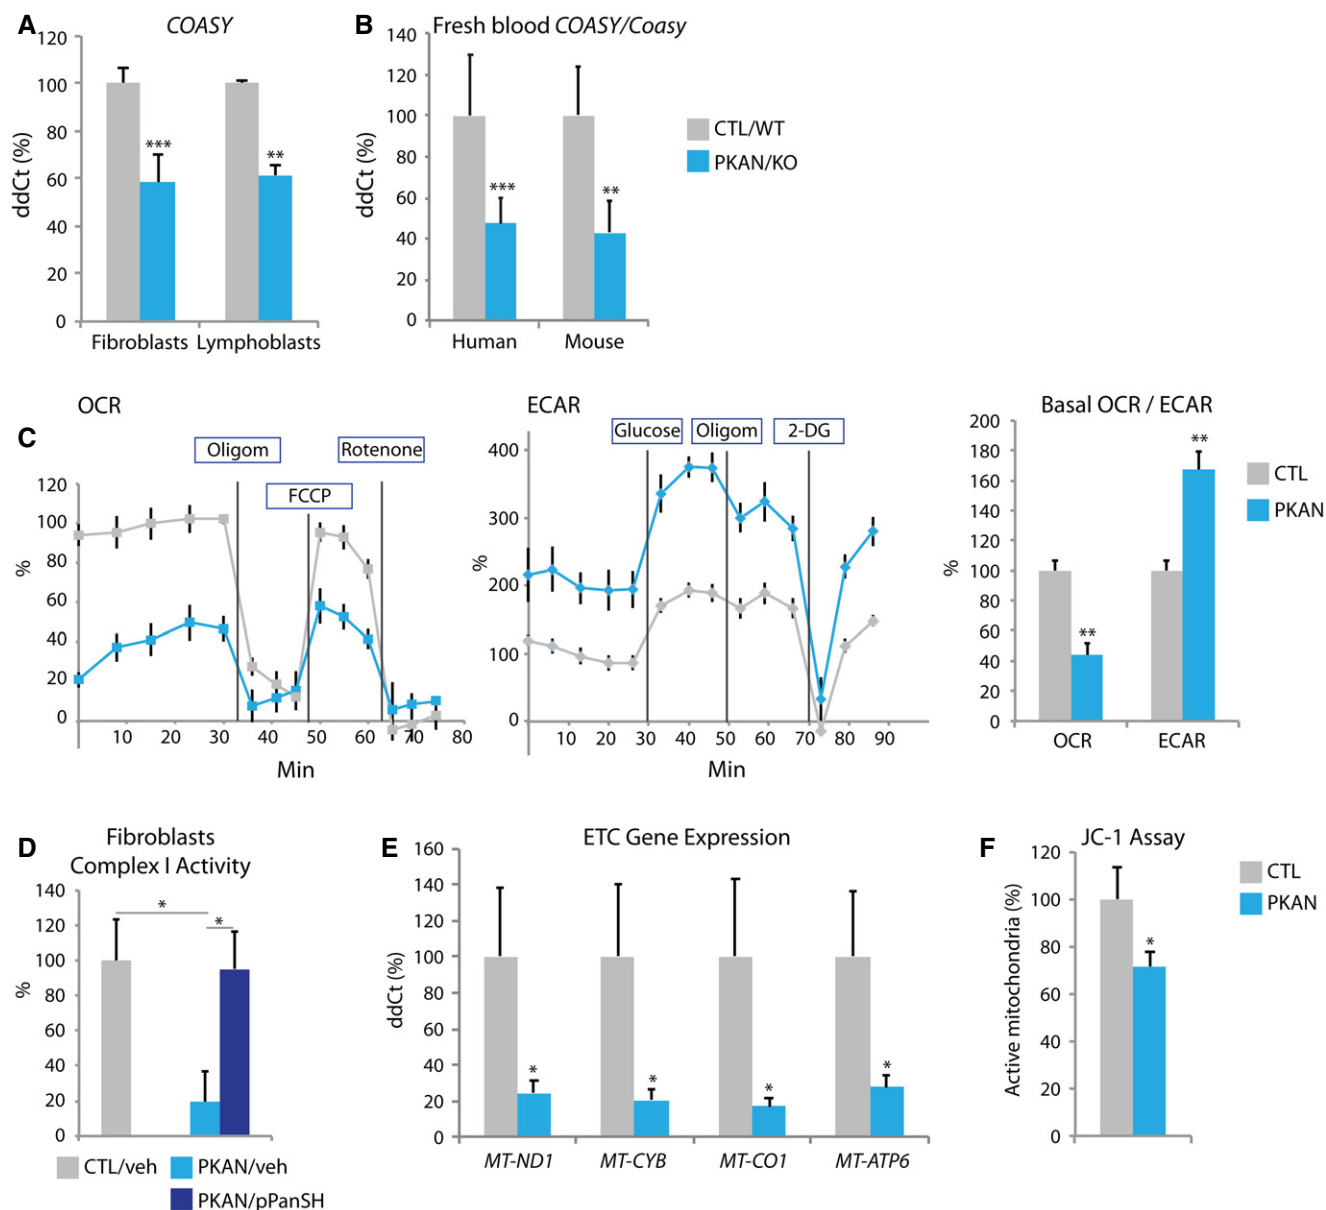 A
COASY
120
100
80
60
40
20
0
ddCt (%)
***
**
Fibroblasts Lymphoblasts
B
Fresh blood COASY/Coasy
140
120
100
80
60
40
20
0
ddCt (%)
***
**
Human Mouse
CTL/WT
PKAN/KO
C
OCR
Oligom
Rotenone
FCCP
120
100
80
60
40
20
0
%
10 20 30 40 50 60 70 80
Min
ECAR
Glucose Oligom 2-DG
400
300
200
100
0
%
10 20 30 40 50 60 70 80 90
Min
Basal OCR / ECAR
200
180
160
140
120
100
80
60
40
20
0
%
**
**
OCR ECAR
CTL
PKAN
D
Fibroblasts
Complex I Activity
140
120
100
80
60
40
20
0
%
*
*
CTL/veh PKAN/veh
PKAN/pPanSH
E
ETC Gene Expression
160
140
120
100
80
60
40
20
0
ddCt (%)
*
*
*
*
MT-ND1 MT-CYB MT-CO1 MT-ATP6
F
JC-1 Assay
120
100
80
60
40
20
0
Active mitochondria (%)
*
CTL
PKAN